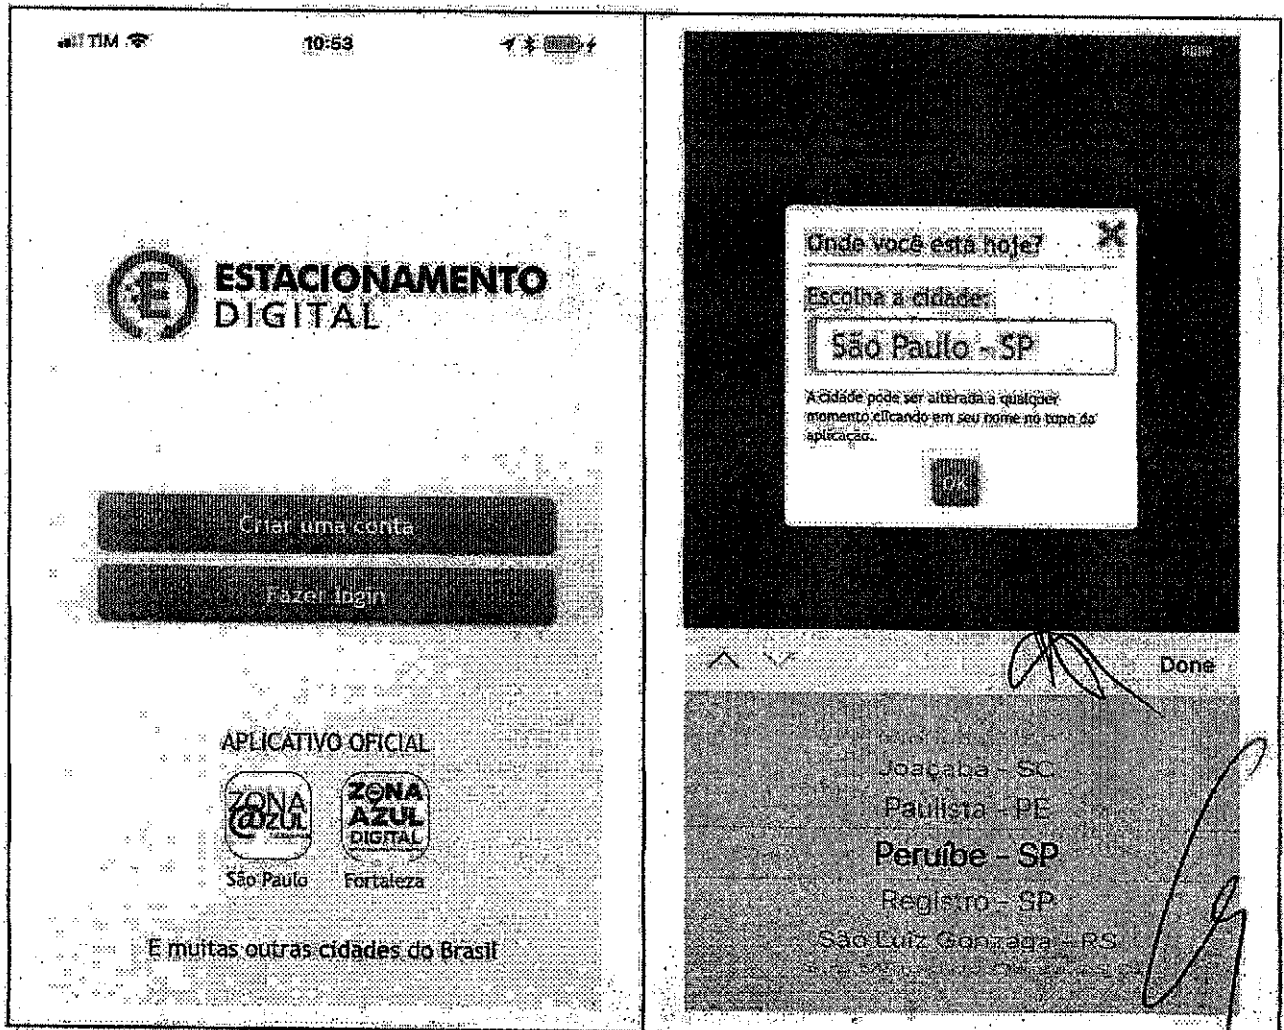 TIM 10:53
ESTACIONAMENTO
DIGITAL
Criar uma conta
Fazer login
APLICATIVO OFICIAL
ZONA
@ZUL
ZONA
AZUL
DIGITAL
São Paulo
Fortaleza
E muitas outras cidades do Brasil
Onde você está hoje?
Escolha a cidade:
São Paulo - SP
A cidade pode ser alterada a qualquer
momento clicando em seu nome no topo da
aplicação.
Ok
Done
Joaçaba - SC
Paulista - PE
Peruíbe - SP
Registro - SP
São Luiz Gonzaga - RS